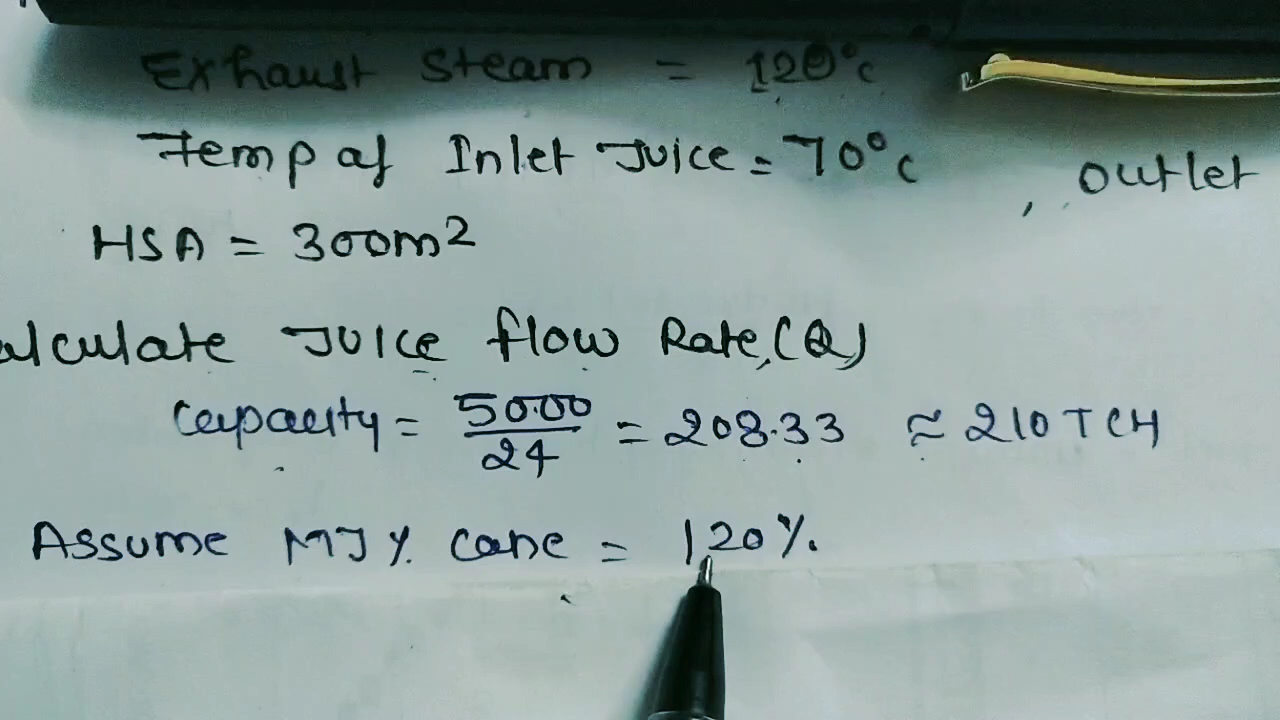 Exhaust Steam = 120°c
Temp of Inlet Juice = 70°c , outlet
HSA = 300m2
alculate Juice flow Rate,(Q)
Capacity = 5000/24 = 208.33 ≈ 210 TCH
Assume MJ% cane = 120%.